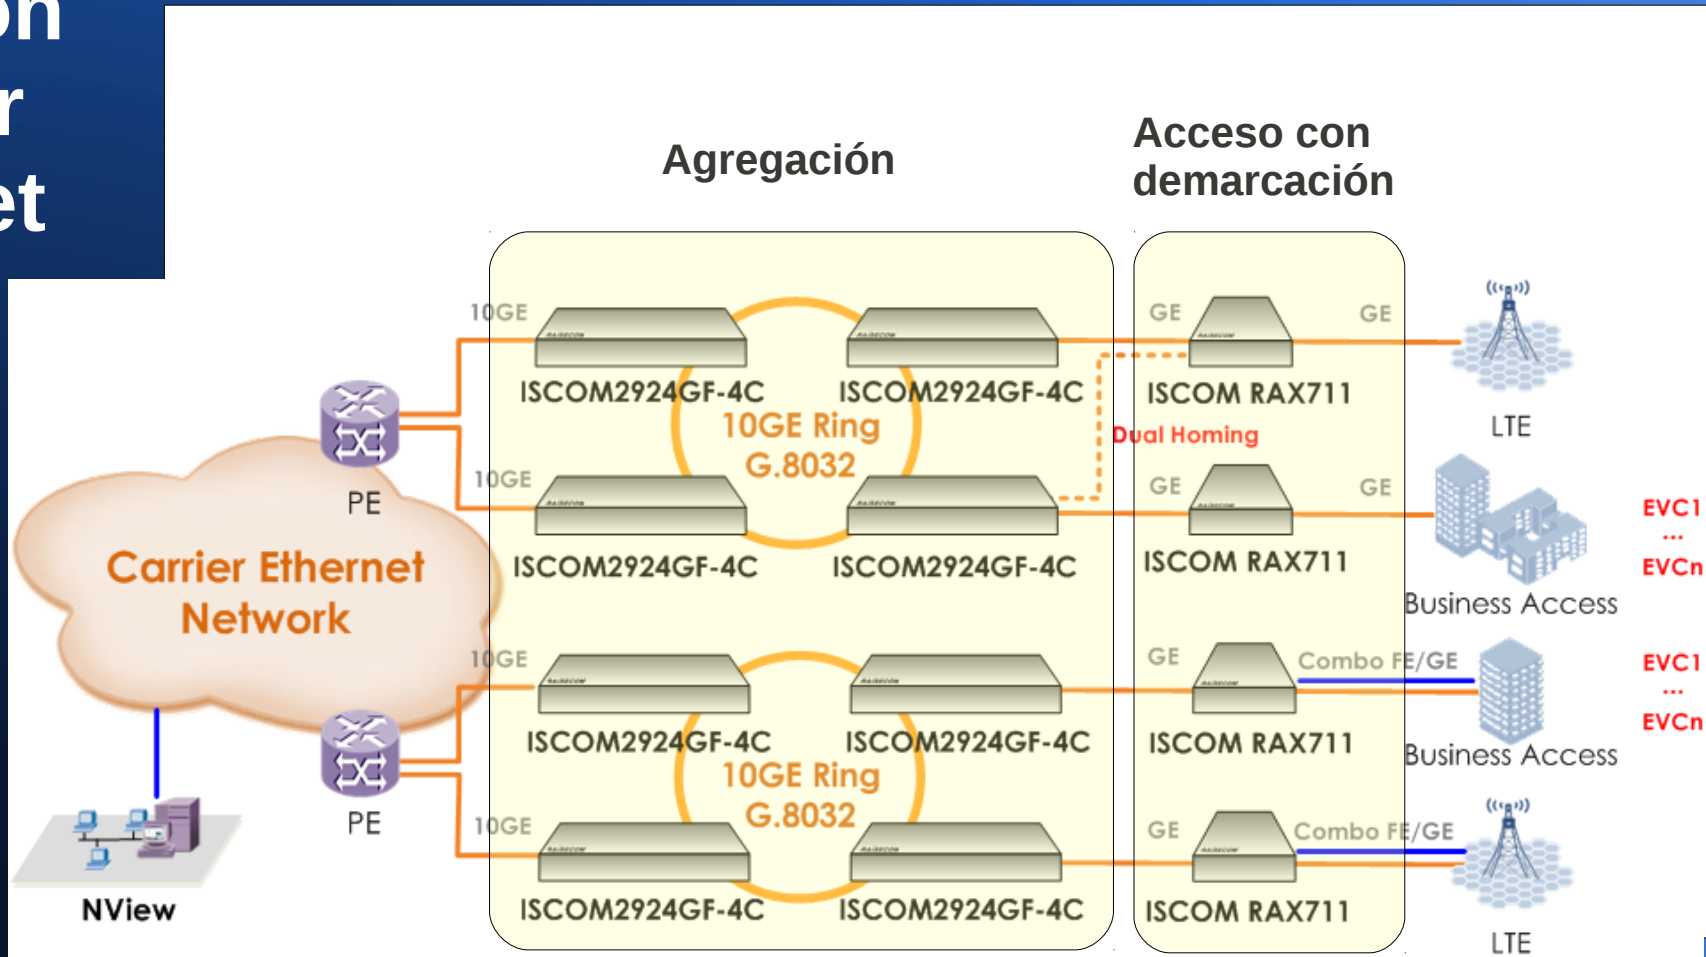 on
r
et
Agregación
Acceso con
demarcación
10GE
GE
GE
ISCOM2924GF-4C
ISCOM2924GF-4C
ISCOM RAX711
LTE
10GE Ring
G.8032
Dual Homing
PE
10GE
GE
GE
EVC1
...
EVCn
ISCOM2924GF-4C
ISCOM2924GF-4C
ISCOM RAX711
Business Access
Carrier Ethernet
Network
10GE
GE
Combo FE/GE
EVC1
...
EVCn
ISCOM2924GF-4C
ISCOM2924GF-4C
ISCOM RAX711
Business Access
10GE Ring
G.8032
PE
10GE
GE
Combo FE/GE
NView
ISCOM2924GF-4C
ISCOM2924GF-4C
ISCOM RAX711
LTE